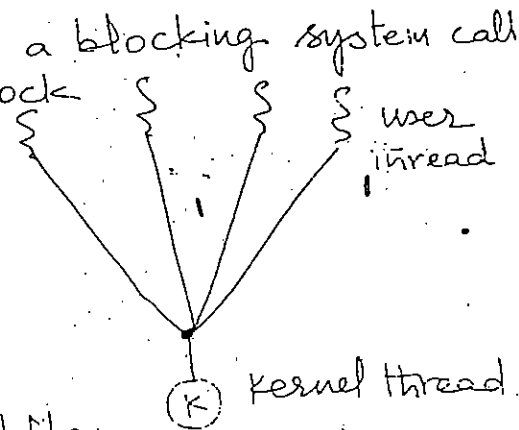 a blocking system call
ock
user
thread
K
kernel thread.